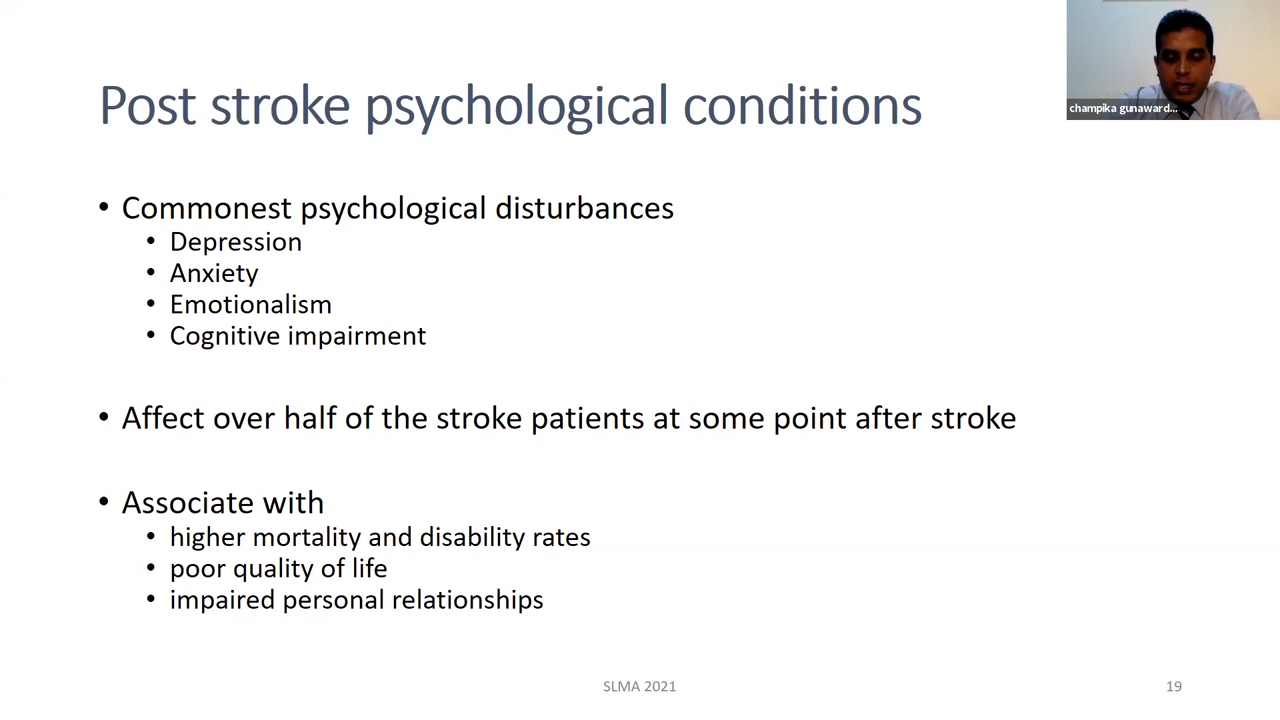 Post stroke psychological conditions
champika gunaward...
• Commonest psychological disturbances
• Depression
• Anxiety
• Emotionalism
• Cognitive impairment
• Affect over half of the stroke patients at some point after stroke
• Associate with
• higher mortality and disability rates
• poor quality of life
• impaired personal relationships
SLMA 2021
19